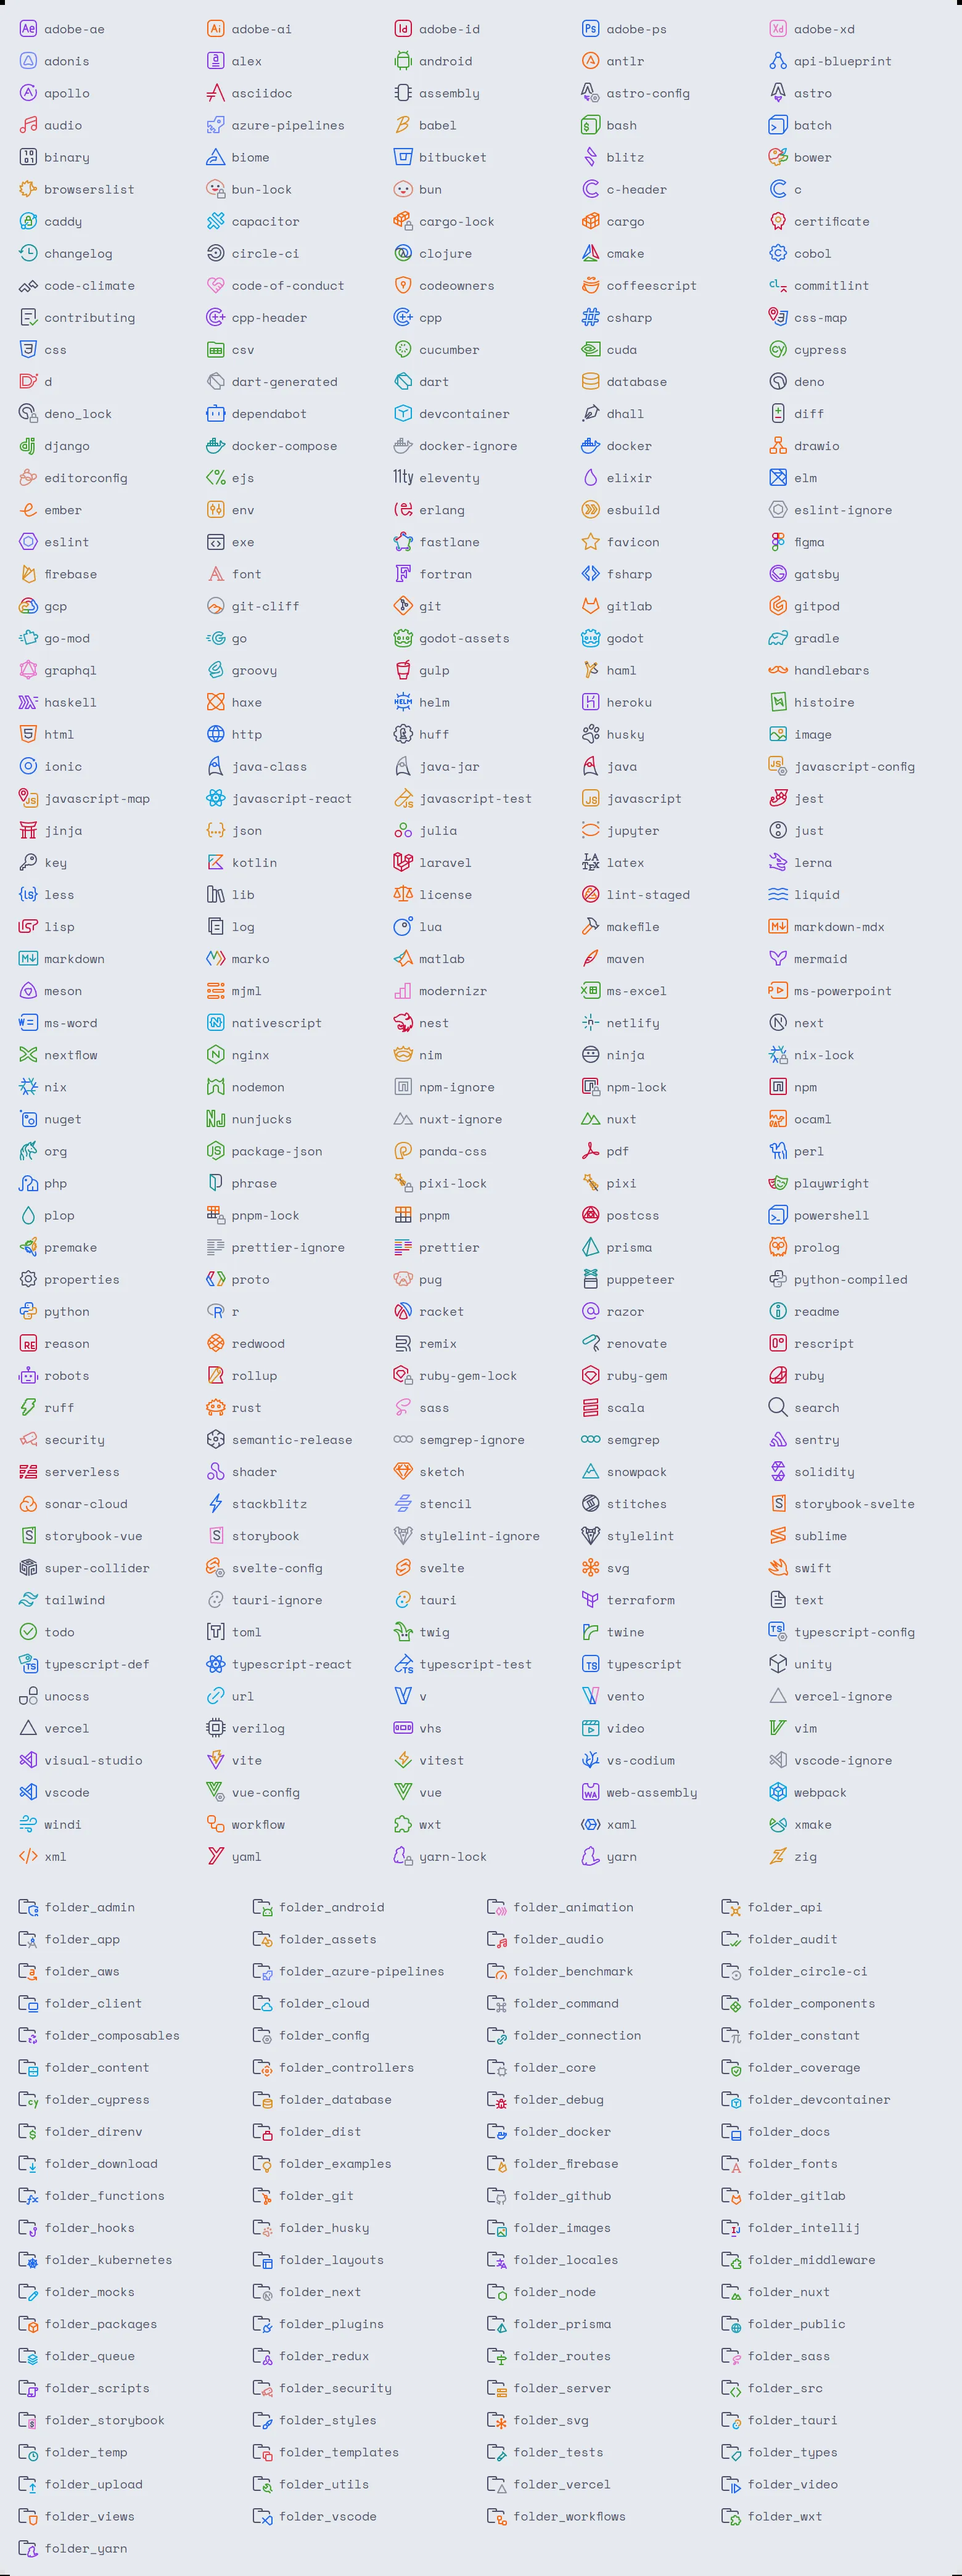 adobe-ae adobe-ai adobe-id adobe-ps adobe-xd
adonis alex android antlr api-blueprint
apollo asciidoc assembly astro-config astro
audio azure-pipelines babel bash batch
binary biome bitbucket blitz bower
browserslist bun-lock bun c-header c
caddy capacitor cargo-lock cargo certificate
changelog circle-ci clojure cmake cobol
code-climate code-of-conduct codeowners coffeescript commitlint
contributing cpp-header cpp csharp css-map
css csv cucumber cuda cypress
d dart-generated dart database deno
deno_lock dependabot devcontainer dhall diff
django docker-compose docker-ignore docker drawio
editorconfig ejs eleventy elixir elm
ember env erlang esbuild eslint-ignore
eslint exe fastlane favicon figma
firebase font fortran fsharp gatsby
gcp git-cliff git gitlab gitpod
go-mod go godot-assets godot gradle
graphql groovy gulp haml handlebars
haskell haxe helm heroku histoire
html http huff husky image
ionic java-class java-jar java javascript-config
javascript-map javascript-react javascript-test javascript jest
jinja json julia jupyter just
key kotlin laravel latex lerna
less lib license lint-staged liquid
lisp log lua makefile markdown-mdx
markdown marko matlab maven mermaid
meson mjml modernizr ms-excel ms-powerpoint
ms-word nativescript nest netlify next
nextflow nginx nim ninja nix-lock
nix nodemon npm-ignore npm-lock npm
nuget nunjucks nuxt-ignore nuxt ocaml
org package-json panda-css pdf perl
php phrase pixi-lock pixi playwright
plop pnpm-lock pnpm postcss powershell
premake prettier-ignore prettier prisma prolog
properties proto pug puppeteer python-compiled
python r racket razor readme
reason redwood remix renovate rescript
robots rollup ruby-gem-lock ruby-gem ruby
ruff rust sass scala search
security semantic-release semgrep-ignore semgrep sentry
serverless shader sketch snowpack solidity
sonar-cloud stackblitz stencil stitches storybook-svelte
storybook-vue storybook stylelint-ignore stylelint sublime
super-collider svelte-config svelte svg swift
tailwind tauri-ignore tauri terraform text
todo toml twig twine typescript-config
typescript-def typescript-react typescript-test typescript unity
unocss url v vento vercel-ignore
vercel verilog vhs video vim
visual-studio vite vitest vs-codium vscode-ignore
vscode vue-config vue web-assembly webpack
windi workflow wxt xaml xmake
xml yaml yarn-lock yarn zig
folder_admin folder_android folder_animation folder_api
folder_app folder_assets folder_audio folder_audit
folder_aws folder_azure-pipelines folder_benchmark folder_circle-ci
folder_client folder_cloud folder_command folder_components
folder_composables folder_config folder_connection folder_constant
folder_content folder_controllers folder_core folder_coverage
folder_cypress folder_database folder_debug folder_devcontainer
folder_direnv folder_dist folder_docker folder_docs
folder_download folder_examples folder_firebase folder_fonts
folder_functions folder_git folder_github folder_gitlab
folder_hooks folder_husky folder_images folder_intellij
folder_kubernetes folder_layouts folder_locales folder_middleware
folder_mocks folder_next folder_node folder_nuxt
folder_packages folder_plugins folder_prisma folder_public
folder_queue folder_redux folder_routes folder_sass
folder_scripts folder_security folder_server folder_src
folder_storybook folder_styles folder_svg folder_tauri
folder_temp folder_templates folder_tests folder_types
folder_upload folder_utils folder_vercel folder_video
folder_views folder_vscode folder_workflows folder_wxt
folder_yarn